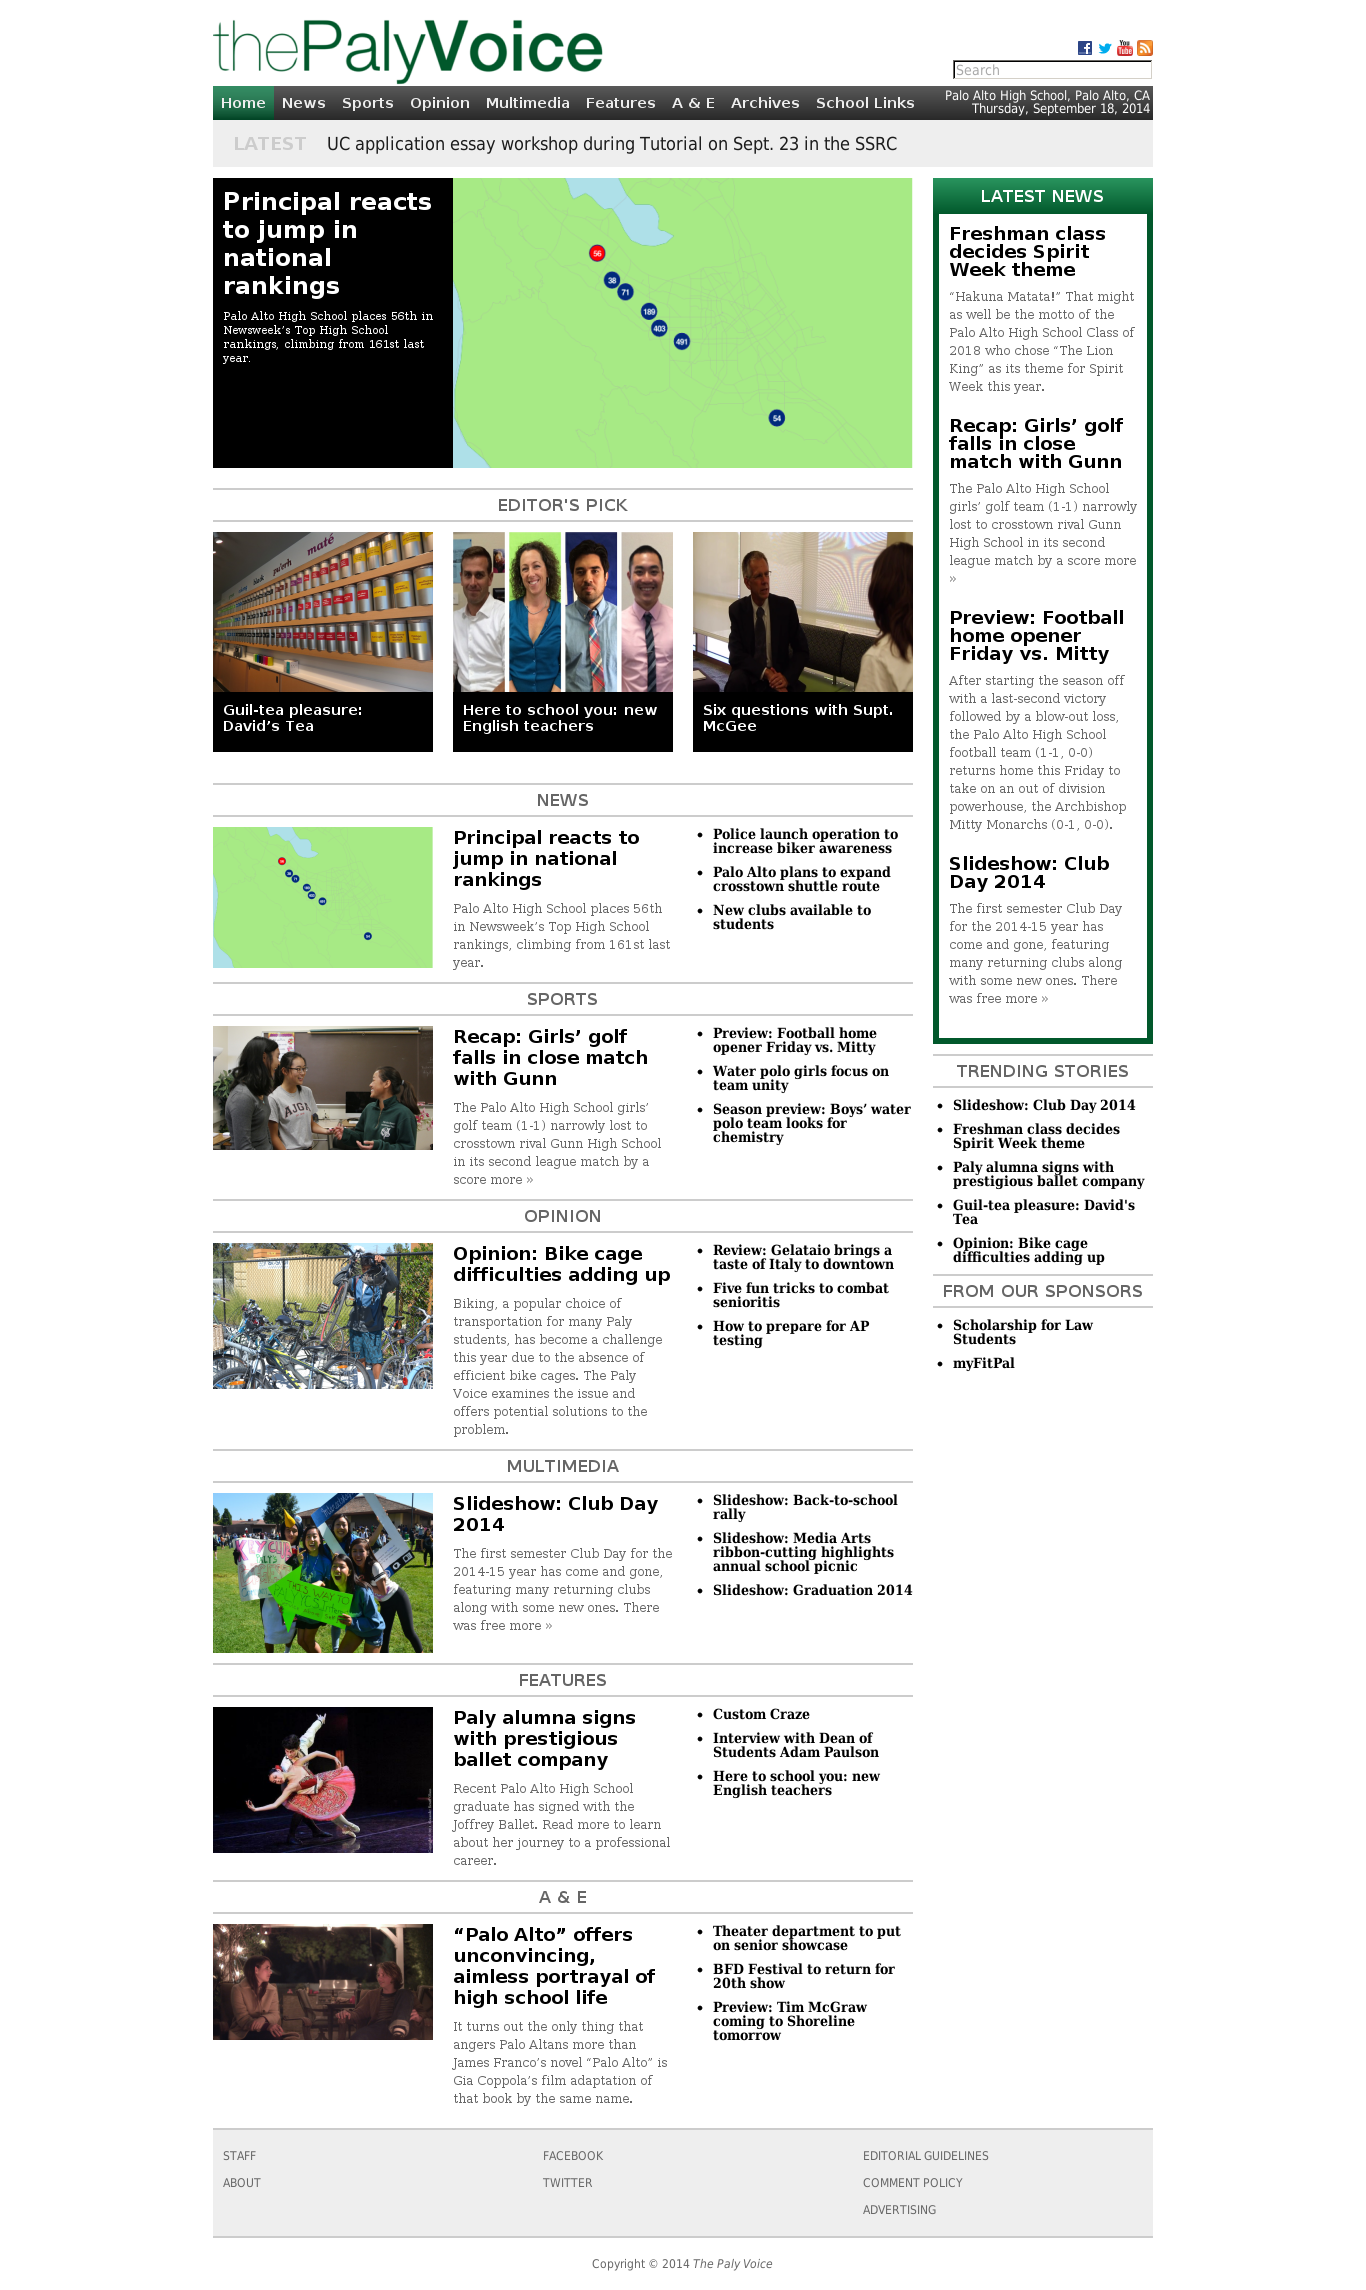 thePalyVoice
Search
Home News Sports Opinion Multimedia Features A & E Archives School Links
Palo Alto High School, Palo Alto, CA
Thursday, September 18, 2014
LATEST UC application essay workshop during Tutorial on Sept. 23 in the SSRC
Principal reacts
to jump in
national
rankings
Palo Alto High School places 56th in
Newsweek’s Top High School
rankings, climbing from 161st last
year.
56
38
71
189
403
491
54
EDITOR'S PICK
maté
Guil-tea pleasure:
David’s Tea
Here to school you: new
English teachers
Six questions with Supt.
McGee
NEWS
Principal reacts to
jump in national
rankings
Palo Alto High School places 56th
in Newsweek’s Top High School
rankings, climbing from 161st last
year.
• Police launch operation to
increase biker awareness
• Palo Alto plans to expand
crosstown shuttle route
• New clubs available to
students
SPORTS
Recap: Girls’ golf
falls in close match
with Gunn
The Palo Alto High School girls’
golf team (1-1) narrowly lost to
crosstown rival Gunn High School
in its second league match by a
score more »
• Preview: Football home
opener Friday vs. Mitty
• Water polo girls focus on
team unity
• Season preview: Boys’ water
polo team looks for
chemistry
OPINION
Opinion: Bike cage
difficulties adding up
Biking, a popular choice of
transportation for many Paly
students, has become a challenge
this year due to the absence of
efficient bike cages. The Paly
Voice examines the issue and
offers potential solutions to the
problem.
• Review: Gelataio brings a
taste of Italy to downtown
• Five fun tricks to combat
senioritis
• How to prepare for AP
testing
MULTIMEDIA
Slideshow: Club Day
2014
The first semester Club Day for the
2014-15 year has come and gone,
featuring many returning clubs
along with some new ones. There
was free more »
• Slideshow: Back-to-school
rally
• Slideshow: Media Arts
ribbon-cutting highlights
annual school picnic
• Slideshow: Graduation 2014
FEATURES
Paly alumna signs
with prestigious
ballet company
Recent Palo Alto High School
graduate has signed with the
Joffrey Ballet. Read more to learn
about her journey to a professional
career.
• Custom Craze
• Interview with Dean of
Students Adam Paulson
• Here to school you: new
English teachers
A & E
“Palo Alto” offers
unconvincing,
aimless portrayal of
high school life
It turns out the only thing that
angers Palo Altans more than
James Franco’s novel “Palo Alto” is
Gia Coppola’s film adaptation of
that book by the same name.
• Theater department to put
on senior showcase
• BFD Festival to return for
20th show
• Preview: Tim McGraw
coming to Shoreline
tomorrow
LATEST NEWS
Freshman class
decides Spirit
Week theme
“Hakuna Matata!” That might
as well be the motto of the
Palo Alto High School Class of
2018 who chose “The Lion
King” as its theme for Spirit
Week this year.
Recap: Girls’ golf
falls in close
match with Gunn
The Palo Alto High School
girls’ golf team (1-1) narrowly
lost to crosstown rival Gunn
High School in its second
league match by a score more
»
Preview: Football
home opener
Friday vs. Mitty
After starting the season off
with a last-second victory
followed by a blow-out loss,
the Palo Alto High School
football team (1-1, 0-0)
returns home this Friday to
take on an out of division
powerhouse, the Archbishop
Mitty Monarchs (0-1, 0-0).
Slideshow: Club
Day 2014
The first semester Club Day
for the 2014-15 year has
come and gone, featuring
many returning clubs along
with some new ones. There
was free more »
TRENDING STORIES
• Slideshow: Club Day 2014
• Freshman class decides
Spirit Week theme
• Paly alumna signs with
prestigious ballet company
• Guil-tea pleasure: David's
Tea
• Opinion: Bike cage
difficulties adding up
FROM OUR SPONSORS
• Scholarship for Law
Students
• myFitPal
STAFF
ABOUT
FACEBOOK
TWITTER
EDITORIAL GUIDELINES
COMMENT POLICY
ADVERTISING
Copyright © 2014 The Paly Voice